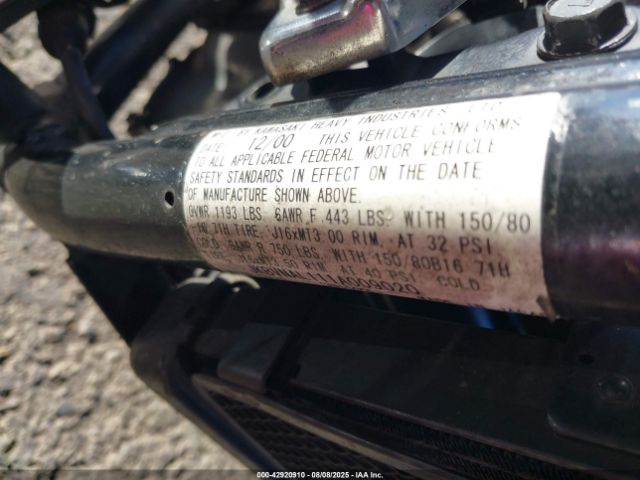 BY KAWASAKI HEAVY INDUSTRIES, LTD.
DATE: 12/00 THIS VEHICLE CONFORMS
TO ALL APPLICABLE FEDERAL MOTOR VEHICLE
SAFETY STANDARDS IN EFFECT ON THE DATE
OF MANUFACTURE SHOWN ABOVE.
GVWR 1193 LBS. GAWR F 443 LBS. WITH 150/80
71H TIRE, J16xMT3.00 RIM, AT 32 PSI
COLD. GAWR R 750 LBS. WITH 150/80B16 71H
RIM, AT 40 PSI COLD
000-42920910 08/08/2025 ©IAA, LLC